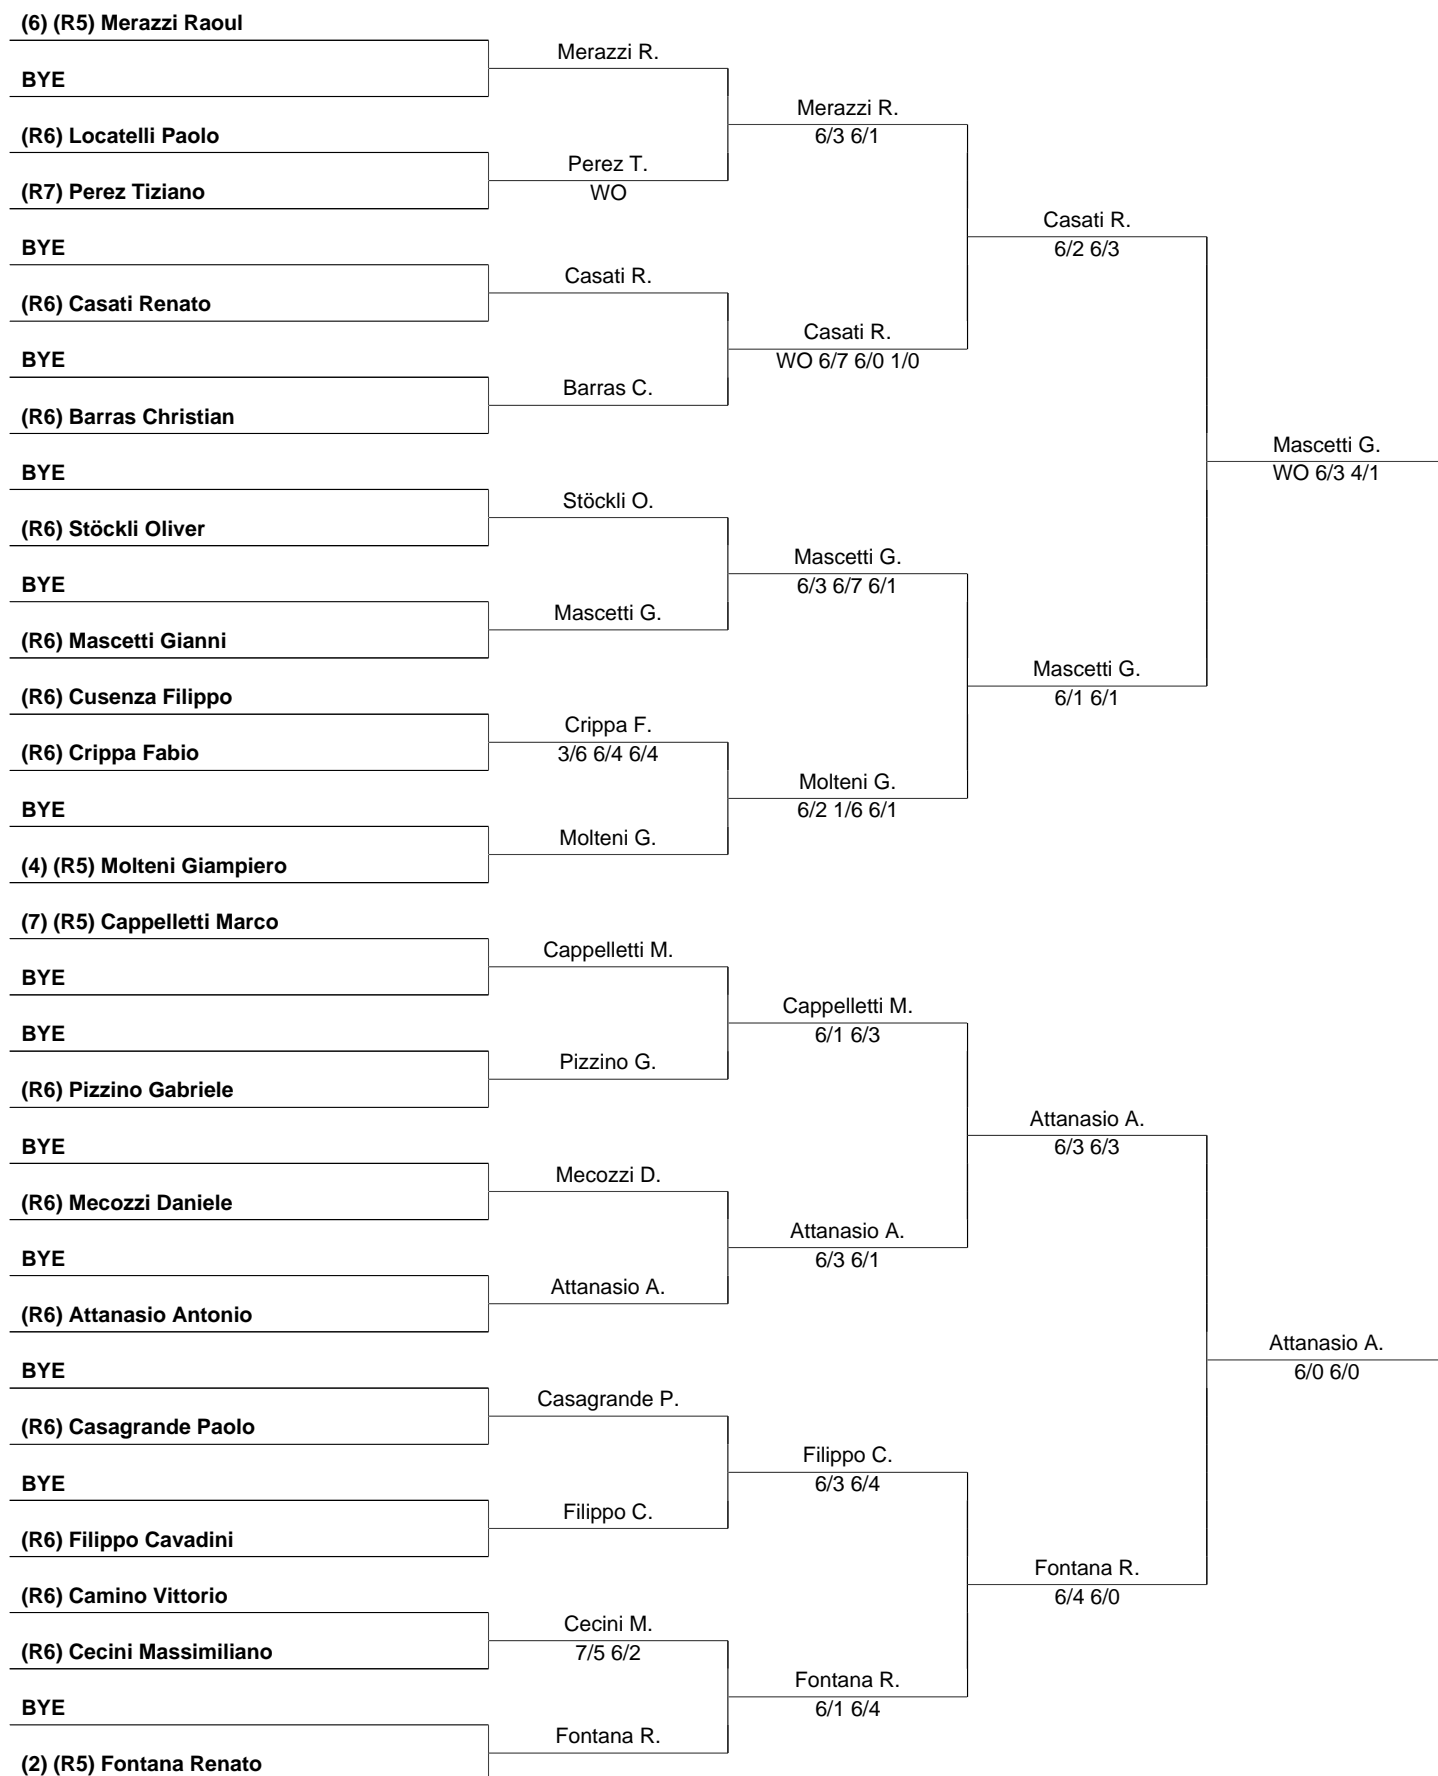 (6) (R5) Merazzi Raoul
Merazzi R.
BYE
Merazzi R.
(R6) Locatelli Paolo
6/3 6/1
Perez T.
(R7) Perez Tiziano
WO
Casati R.
BYE
6/2 6/3
Casati R.
(R6) Casati Renato
Casati R.
BYE
WO 6/7 6/0 1/0
Barras C.
(R6) Barras Christian
Mascetti G.
BYE
WO 6/3 4/1
Stöckli O.
(R6) Stöckli Oliver
Mascetti G.
BYE
6/3 6/7 6/1
Mascetti G.
(R6) Mascetti Gianni
Mascetti G.
(R6) Cusenza Filippo
6/1 6/1
Crippa F.
(R6) Crippa Fabio
3/6 6/4 6/4
Molteni G.
BYE
6/2 1/6 6/1
Molteni G.
(4) (R5) Molteni Giampiero
(7) (R5) Cappelletti Marco
Cappelletti M.
BYE
Cappelletti M.
BYE
6/1 6/3
Pizzino G.
(R6) Pizzino Gabriele
Attanasio A.
BYE
6/3 6/3
Mecozzi D.
(R6) Mecozzi Daniele
Attanasio A.
BYE
6/3 6/1
Attanasio A.
(R6) Attanasio Antonio
Attanasio A.
BYE
6/0 6/0
Casagrande P.
(R6) Casagrande Paolo
Filippo C.
BYE
6/3 6/4
Filippo C.
(R6) Filippo Cavadini
Fontana R.
(R6) Camino Vittorio
6/4 6/0
Cecini M.
(R6) Cecini Massimiliano
7/5 6/2
Fontana R.
BYE
6/1 6/4
Fontana R.
(2) (R5) Fontana Renato